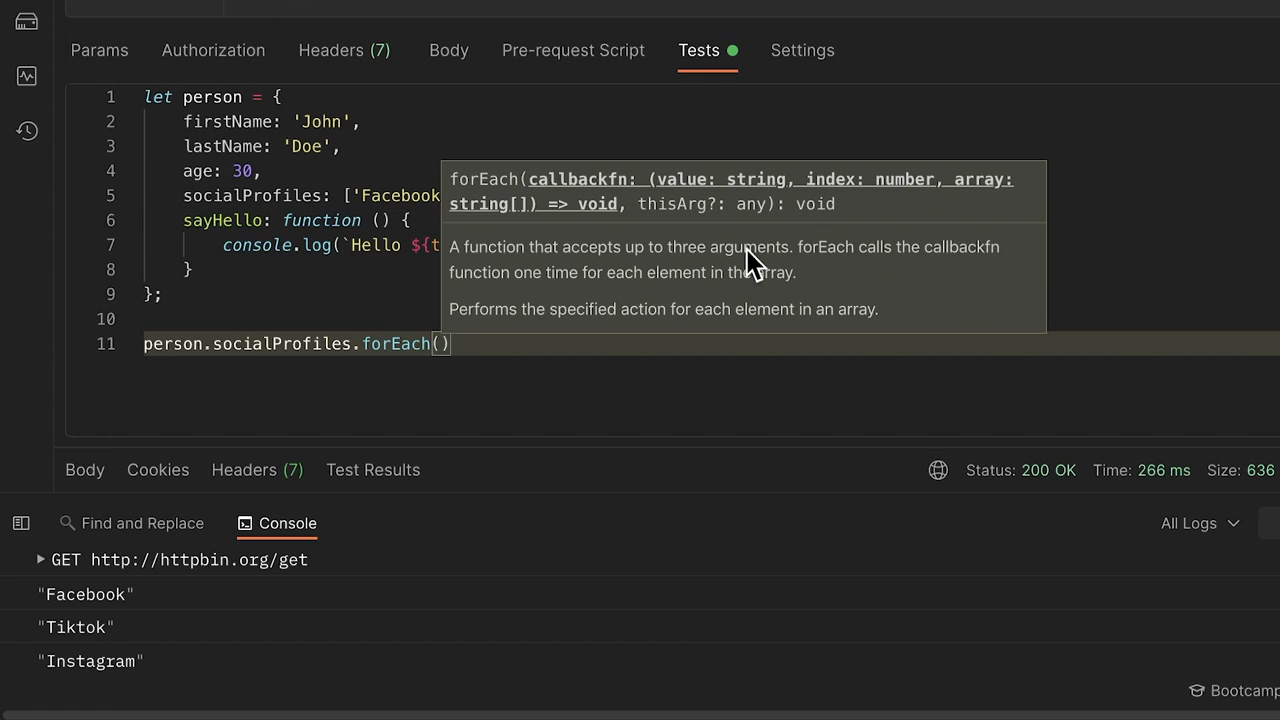 Params Authorization Headers (7) Body Pre-request Script Tests Settings
1 let person = {
2 firstName: 'John',
3 lastName: 'Doe',
4 age: 30,
5 socialProfiles: ['Facebook
6 sayHello: function () {
7 console.log(`Hello ${t
8 }
9 };
10
11 person.socialProfiles.forEach()
forEach(callbackfn: (value: string, index: number, array:
string[]) => void, thisArg?: any): void
A function that accepts up to three arguments. forEach calls the callbackfn
function one time for each element in the array.
Performs the specified action for each element in an array.
Body Cookies Headers (7) Test Results Status: 200 OK Time: 266 ms Size: 636
Find and Replace Console All Logs
GET http://httpbin.org/get
"Facebook"
"Tiktok"
"Instagram"
Bootcamp